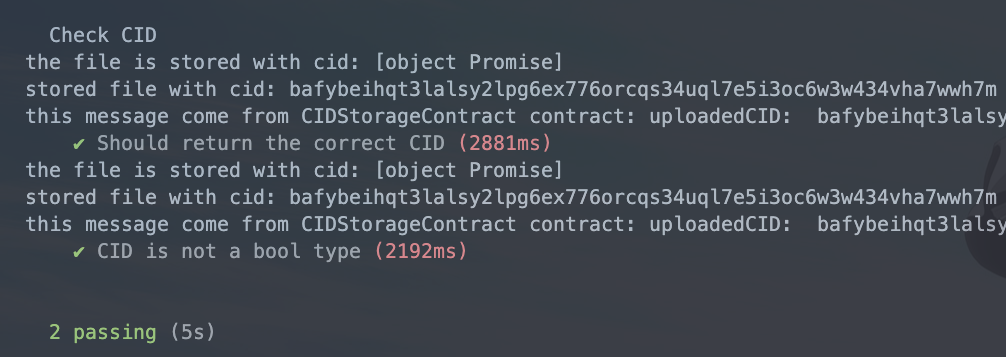 Check CID
the file is stored with cid: [object Promise]
stored file with cid: bafybeihqt3lalsy2lpg6ex776orcqs34uql7e5i3oc6w3w434vha7wwh7m
this message come from CIDStorageContract contract: uploadedCID:  bafybeihqt3lalsy
✔ Should return the correct CID (2881ms)
the file is stored with cid: [object Promise]
stored file with cid: bafybeihqt3lalsy2lpg6ex776orcqs34uql7e5i3oc6w3w434vha7wwh7m
this message come from CIDStorageContract contract: uploadedCID:  bafybeihqt3lalsy
✔ CID is not a bool type (2192ms)
2 passing (5s)